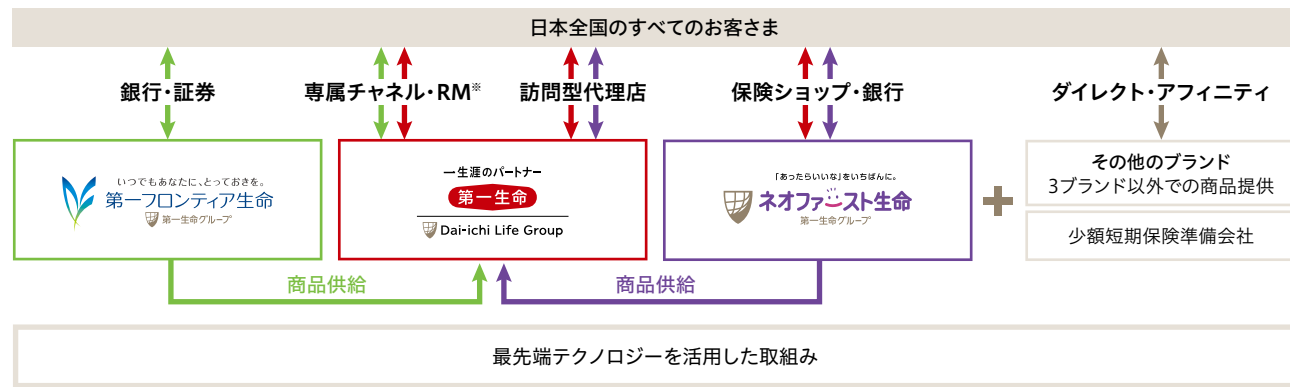 日本全国のすべてのお客さま
銀行・証券
専属チャネル・RM※
訪問型代理店
保険ショップ・銀行
ダイレクト・アフィニティ
いつでもあなたに、とっておきを。
第一フロンティア生命
第一生命グループ
一生涯のパートナー
第一生命
Dai-ichi Life Group
「あったらいいな」をいちばんに。
ネオファースト生命
第一生命グループ
その他のブランド
3ブランド以外での商品提供
少額短期保険準備会社
商品供給
商品供給
最先端テクノロジーを活用した取組み